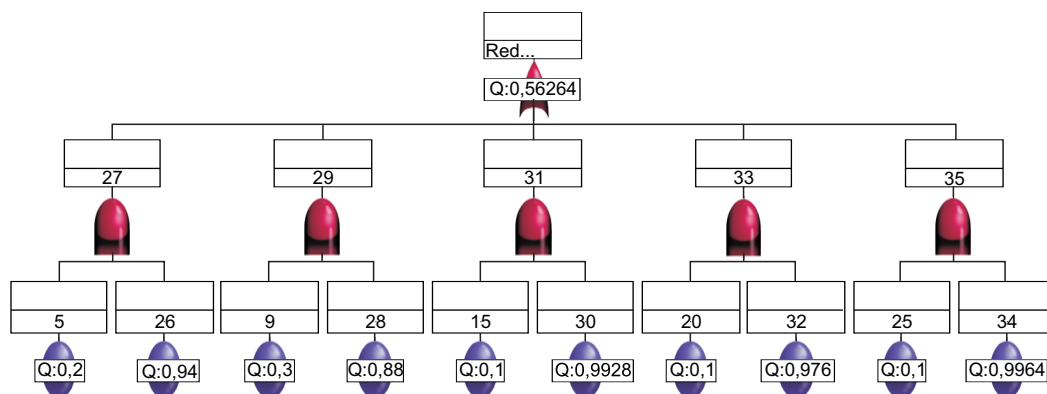 Red...
Q:0,56264
27 29 31 33 35
5 26 9 28 15 30 20 32 25 34
Q:0,2 Q:0,94 Q:0,3 Q:0,88 Q:0,1 Q:0,9928 Q:0,1 Q:0,976 Q:0,1 Q:0,9964